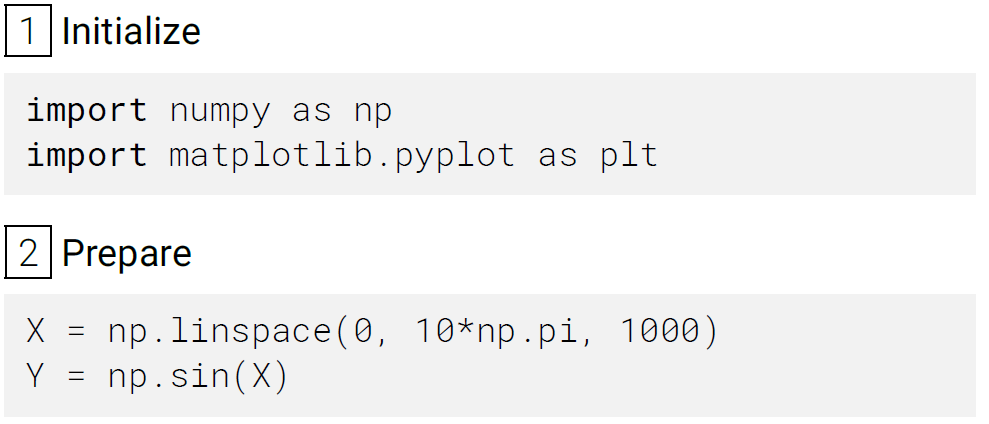 1 Initialize
import numpy as np
import matplotlib.pyplot as plt
2 Prepare
X = np.linspace(0, 10*np.pi, 1000)
Y = np.sin(X)